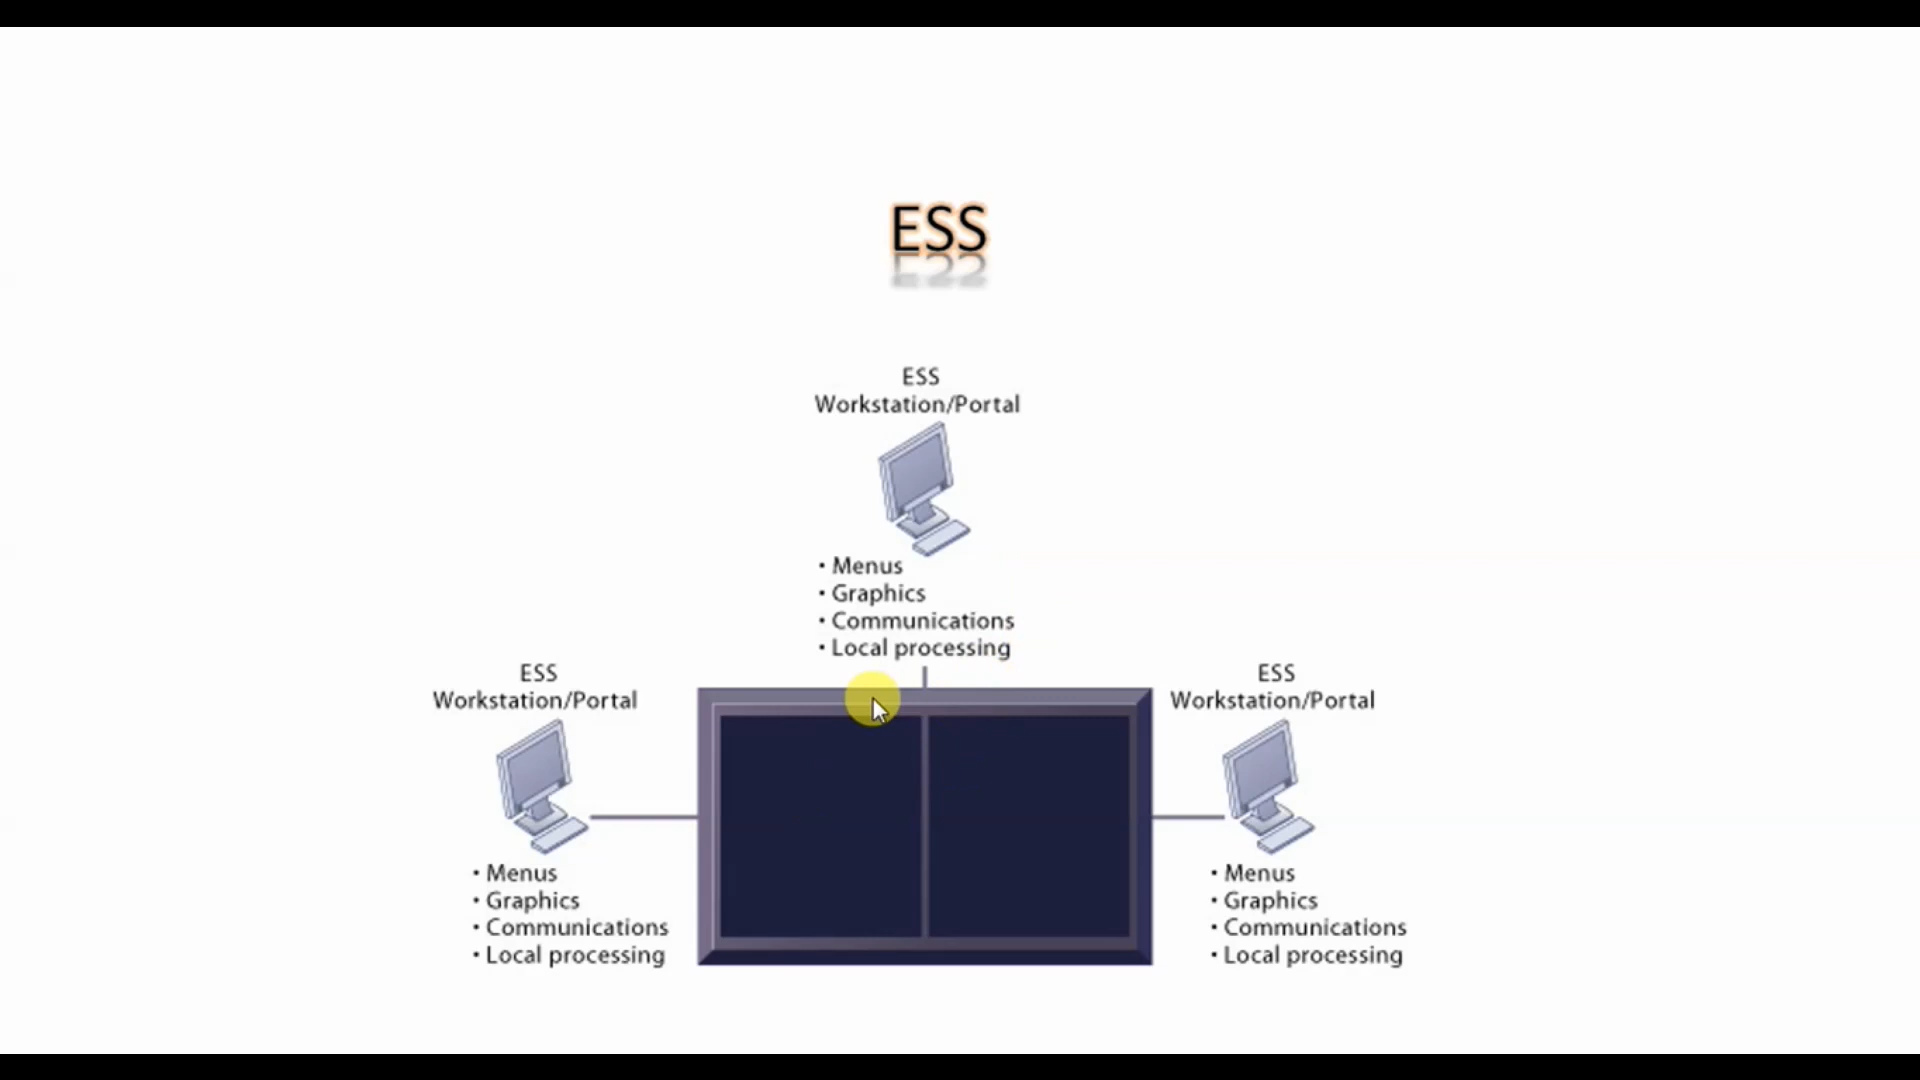 ESS
ESS
Workstation/Portal
• Menus
• Graphics
• Communications
• Local processing
ESS
Workstation/Portal
• Menus
• Graphics
• Communications
• Local processing
ESS
Workstation/Portal
• Menus
• Graphics
• Communications
• Local processing